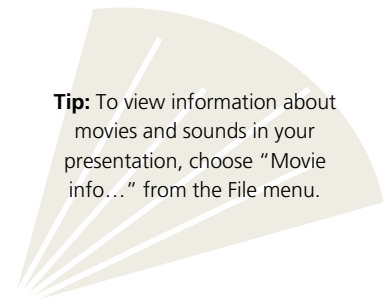 Tip: To view information about
movies and sounds in your
presentation, choose “Movie
info…” from the File menu.